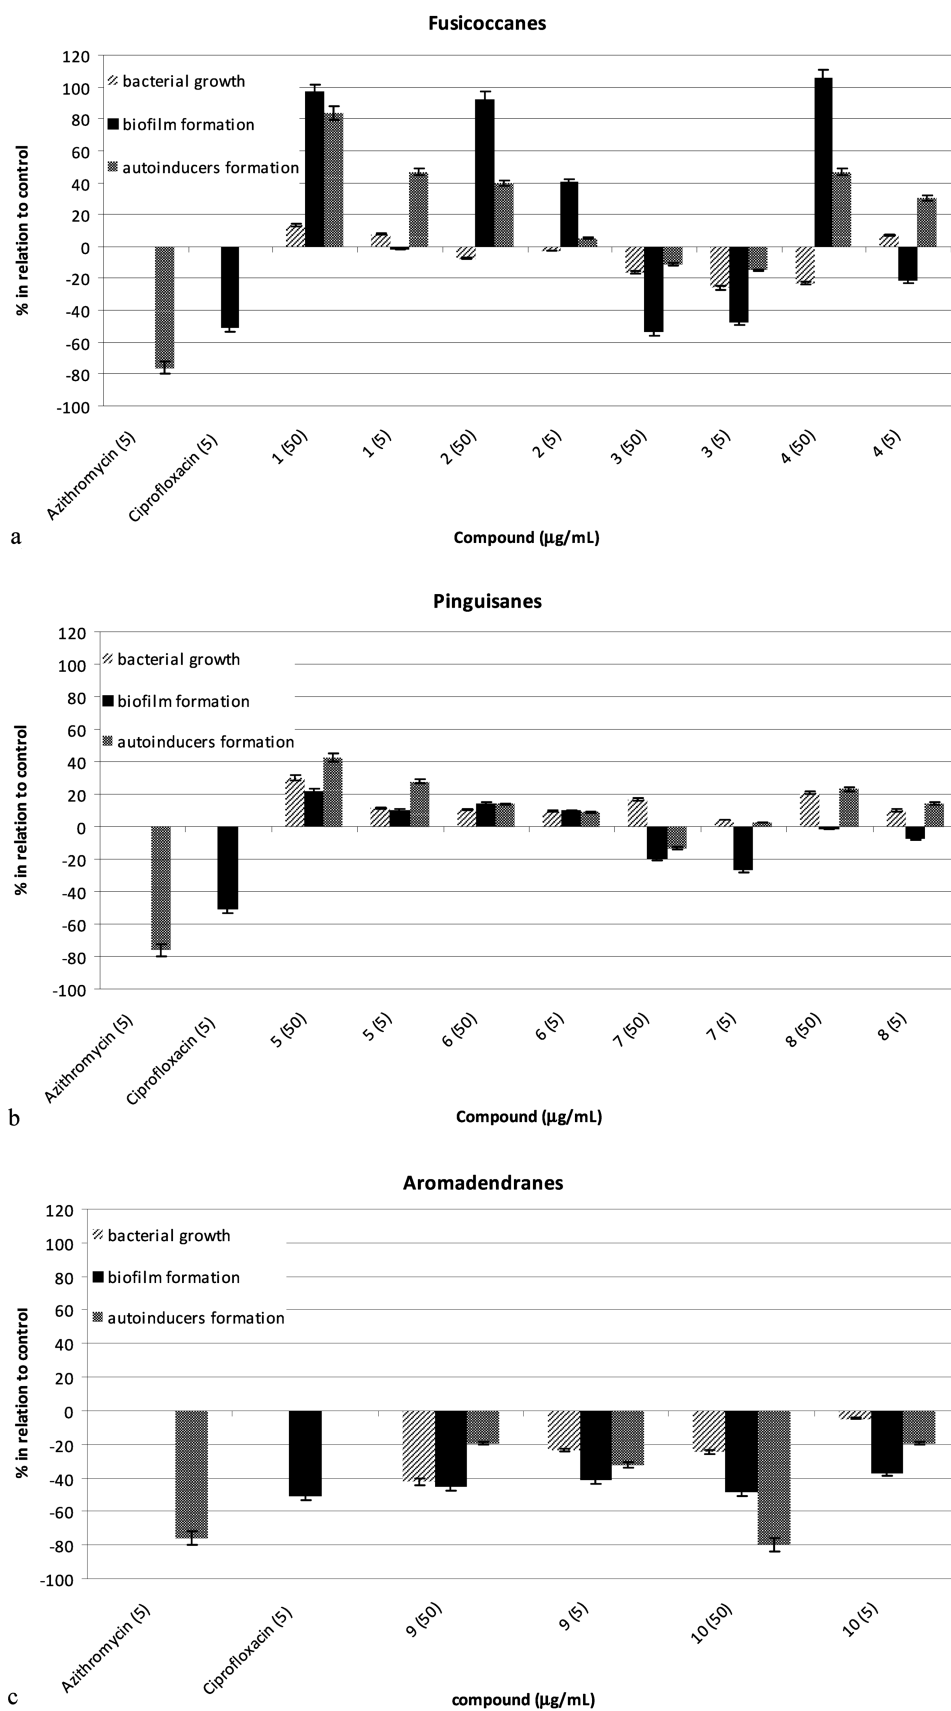 Fusicoccanes
120
100
80
60
40
20
0
-20
-40
-60
-80
-100
% in relation to control
bacterial growth
biofilm formation
autoinducers formation
Azithromycin (5)
Ciprofloxacin (5)
1 (50)
1 (5)
2 (50)
2 (5)
3 (50)
3 (5)
4 (50)
4 (5)
Compound (μg/mL)
a
Pinguisanes
120
100
80
60
40
20
0
-20
-40
-60
-80
-100
% in relation to control
bacterial growth
biofilm formation
autoinducers formation
Azithromycin (5)
Ciprofloxacin (5)
5 (50)
5 (5)
6 (50)
6 (5)
7 (50)
7 (5)
8 (50)
8 (5)
Compound (μg/mL)
b
Aromadendranes
120
100
80
60
40
20
0
-20
-40
-60
-80
-100
% in relation to control
bacterial growth
biofilm formation
autoinducers formation
Azithromycin (5)
Ciprofloxacin (5)
9 (50)
9 (5)
10 (50)
10 (5)
compound (μg/mL)
c